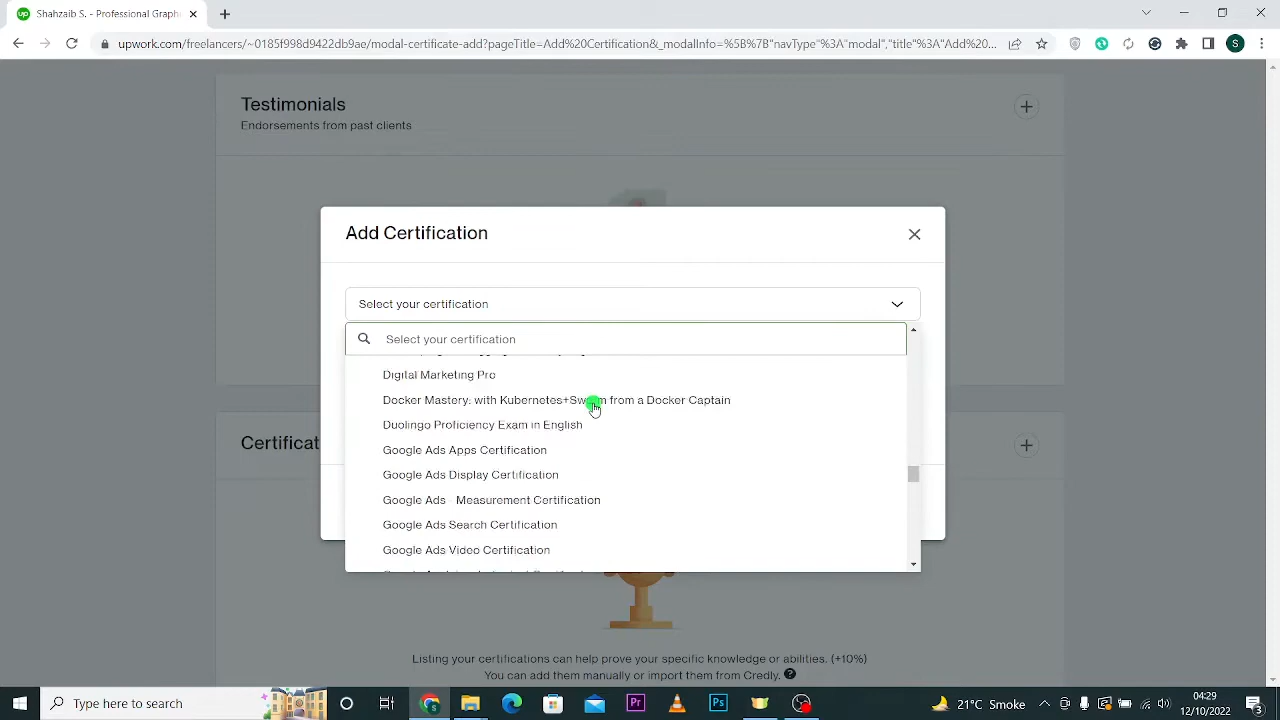 Shahzaib S. - Professional Graph
upwork.com/freelancers/~0185f998d9422db9ae/modal-certificate-add?pageTitle=Add%20Certification&_modalInfo=%5B%7B"navType"%3A"modal","title"%3A"Add%20...
S
Testimonials
Endorsements from past clients
Add Certification
Select your certification
Select your certification
Digital Marketing Pro
Docker Mastery: with Kubernetes+Swarm from a Docker Captain
Duolingo Proficiency Exam in English
Certificat
Google Ads Apps Certification
Google Ads Display Certification
Google Ads - Measurement Certification
Google Ads Search Certification
Google Ads Video Certification
Listing your certifications can help prove your specific knowledge or abilities. (+10%)
You can add them manually or import them from Credly.
Type here to search
Pr
Ps
21°C Smoke
04:29
12/10/2022